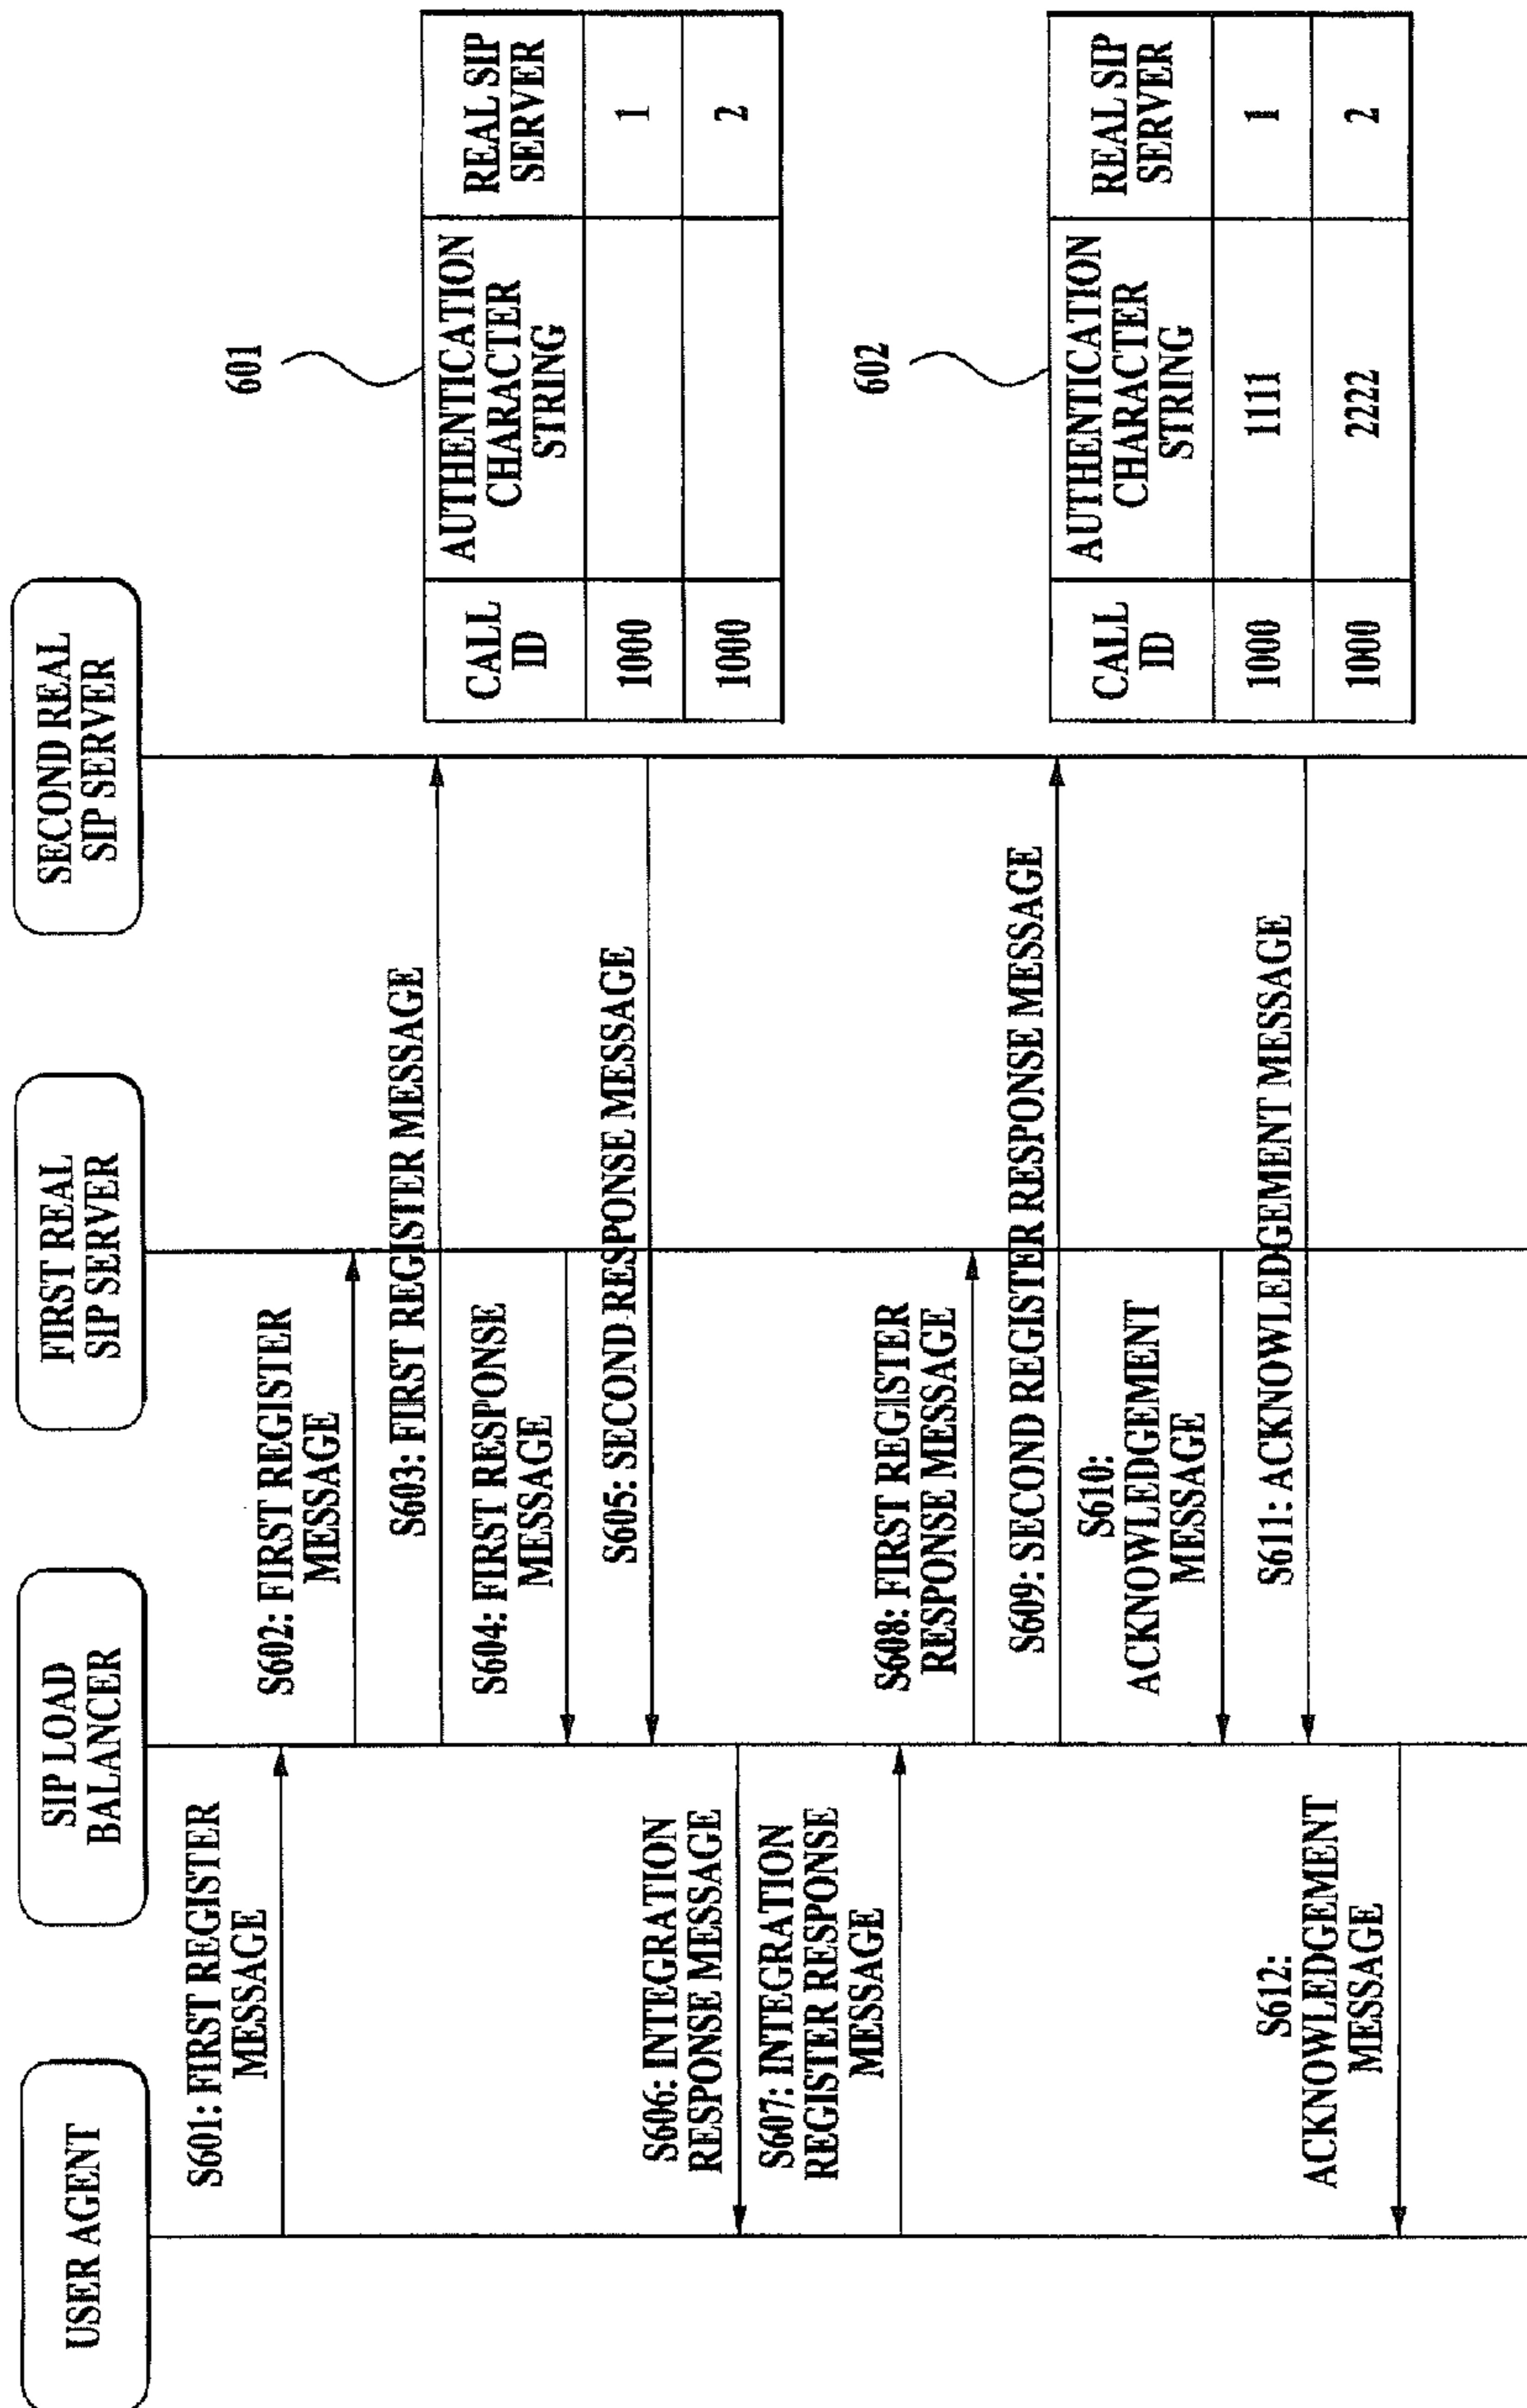 USER AGENT
SIP LOAD
BALANCER
FIRST REAL
SIP SERVER
SECOND REAL
SIP SERVER
S601: FIRST REGISTER
MESSAGE
S602: FIRST REGISTER
MESSAGE
S603: FIRST REGISTER MESSAGE
S604: FIRST RESPONSE
MESSAGE
S605: SECOND RESPONSE MESSAGE
S606: INTEGRATION
RESPONSE MESSAGE
S607: INTEGRATION
REGISTER RESPONSE
MESSAGE
S608: FIRST REGISTER
RESPONSE MESSAGE
S609: SECOND REGISTER RESPONSE MESSAGE
S610:
ACKNOWLEDGEMENT
MESSAGE
S611: ACKNOWLEDGEMENT MESSAGE
S612:
ACKNOWLEDGEMENT
MESSAGE
601
CALL
ID
AUTHENTICATION
CHARACTER
STRING
REAL SIP
SERVER
1000 1
1000 2
602
CALL
ID
AUTHENTICATION
CHARACTER
STRING
REAL SIP
SERVER
1000 1111 1
1000 2222 2